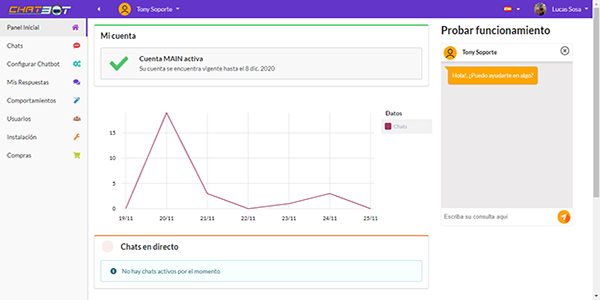 CHATBOT
Tony Soporte
Lucas Sosa
Panel Inicial
Chats
Configurar Chatbot
Mis Respuestas
Comportamientos
Usuarios
Instalación
Compras
Mi cuenta
Cuenta MAIN activa
Su cuenta se encuentra vigente hasta el 8 dic. 2020
Datos
Chats
15
10
5
0
19/11 20/11 21/11 22/11 23/11 24/11 25/11
Chats en directo
No hay chats activos por el momento
Probar funcionamiento
Tony Soporte
Hola!, ¿Puedo ayudarte en algo?
Escriba su consulta aquí